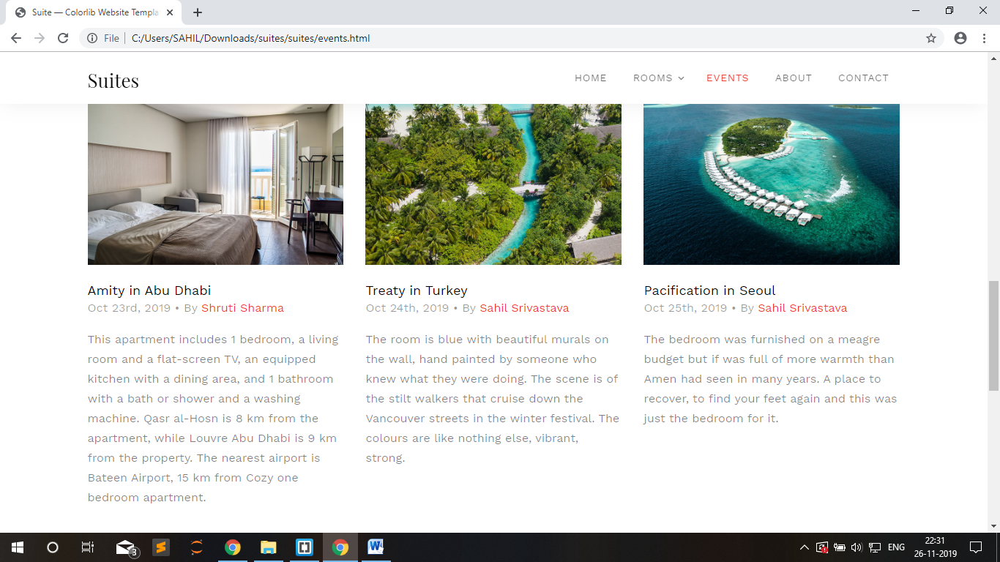 Suite — Colorlib Website Templa
File
C:/Users/SAHIL/Downloads/suites/suites/events.html
Suites
HOME ROOMS EVENTS ABOUT CONTACT
Amity in Abu Dhabi
Oct 23rd, 2019 • By Shruti Sharma
This apartment includes 1 bedroom, a living
room and a flat-screen TV, an equipped
kitchen with a dining area, and 1 bathroom
with a bath or shower and a washing
machine. Qasr al-Hosn is 8 km from the
apartment, while Louvre Abu Dhabi is 9 km
from the property. The nearest airport is
Bateen Airport, 15 km from Cozy one
bedroom apartment.
Treaty in Turkey
Oct 24th, 2019 • By Sahil Srivastava
The room is blue with beautiful murals on
the wall, hand painted by someone who
knew what they were doing. The scene is of
the stilt walkers that cruise down the
Vancouver streets in the winter festival. The
colours are like nothing else, vibrant,
strong.
Pacification in Seoul
Oct 25th, 2019 • By Sahil Srivastava
The bedroom was furnished on a meagre
budget but if was full of more warmth than
Amen had seen in many years. A place to
recover, to find your feet again and this was
just the bedroom for it.
3
ENG
22:31
26-11-2019